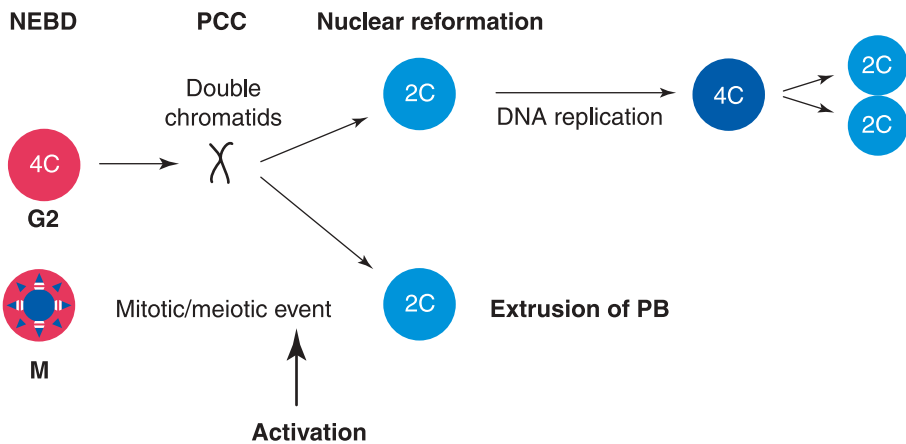 NEBD
PCC
Nuclear reformation
Double
chromatids
2C
DNA replication
4C
2C
2C
4C
G2
2C
Mitotic/meiotic event
Extrusion of PB
M
Activation